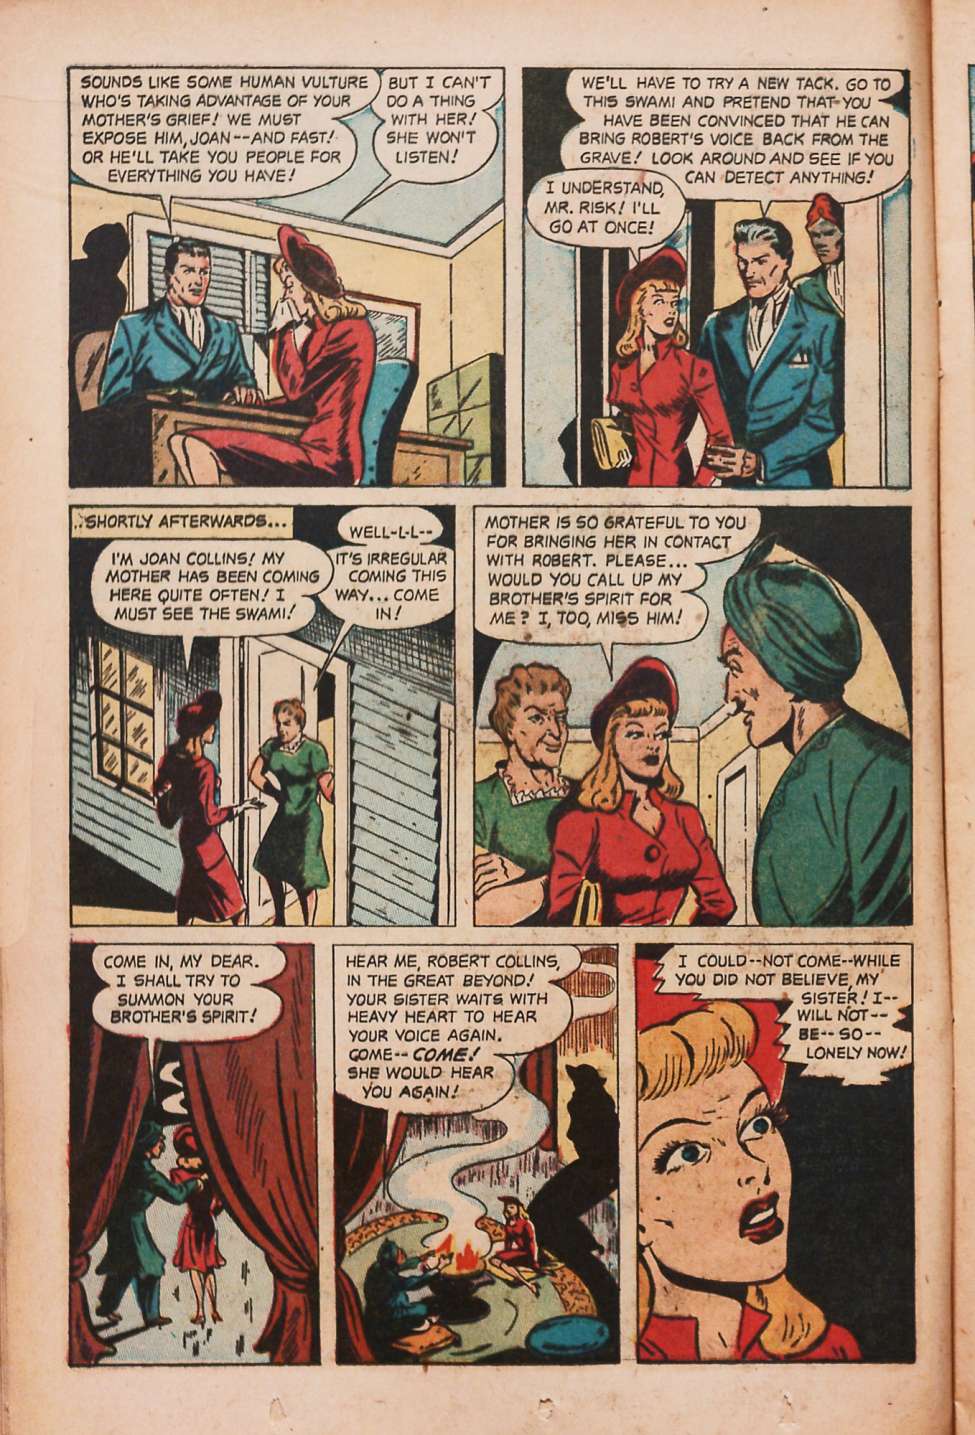 SOUNDS LIKE SOME HUMAN VULTURE
WHO'S TAKING ADVANTAGE OF YOUR
MOTHER'S GRIEF! WE MUST
EXPOSE HIM, JOAN--AND FAST!
OR HE'LL TAKE YOU PEOPLE FOR
EVERYTHING YOU HAVE!
BUT I CAN'T
DO A THING
WITH HER!
SHE WON'T
LISTEN!
WE'LL HAVE TO TRY A NEW TACK. GO TO
THIS SWAMI AND PRETEND THAT YOU
HAVE BEEN CONVINCED THAT HE CAN
BRING ROBERT'S VOICE BACK FROM THE
GRAVE! LOOK AROUND AND SEE IF YOU
CAN DETECT ANYTHING!
I UNDERSTAND,
MR. RISK! I'LL
GO AT ONCE!
..SHORTLY AFTERWARDS...
I'M JOAN COLLINS! MY
MOTHER HAS BEEN COMING
HERE QUITE OFTEN! I
MUST SEE THE SWAMI!
WELL-L-L--
IT'S IRREGULAR
COMING THIS
WAY... COME
IN!
MOTHER IS SO GRATEFUL TO YOU
FOR BRINGING HER IN CONTACT
WITH ROBERT. PLEASE...
WOULD YOU CALL UP MY
BROTHER'S SPIRIT FOR
ME? I, TOO, MISS HIM!
COME IN, MY DEAR.
I SHALL TRY TO
SUMMON YOUR
BROTHER'S SPIRIT!
HEAR ME, ROBERT COLLINS,
IN THE GREAT BEYOND!
YOUR SISTER WAITS WITH
HEAVY HEART TO HEAR
YOUR VOICE AGAIN.
COME-- COME!
SHE WOULD HEAR
YOU AGAIN!
I COULD--NOT COME--WHILE
YOU DID NOT BELIEVE, MY
SISTER! I--
WILL NOT--
BE--SO--
LONELY NOW!